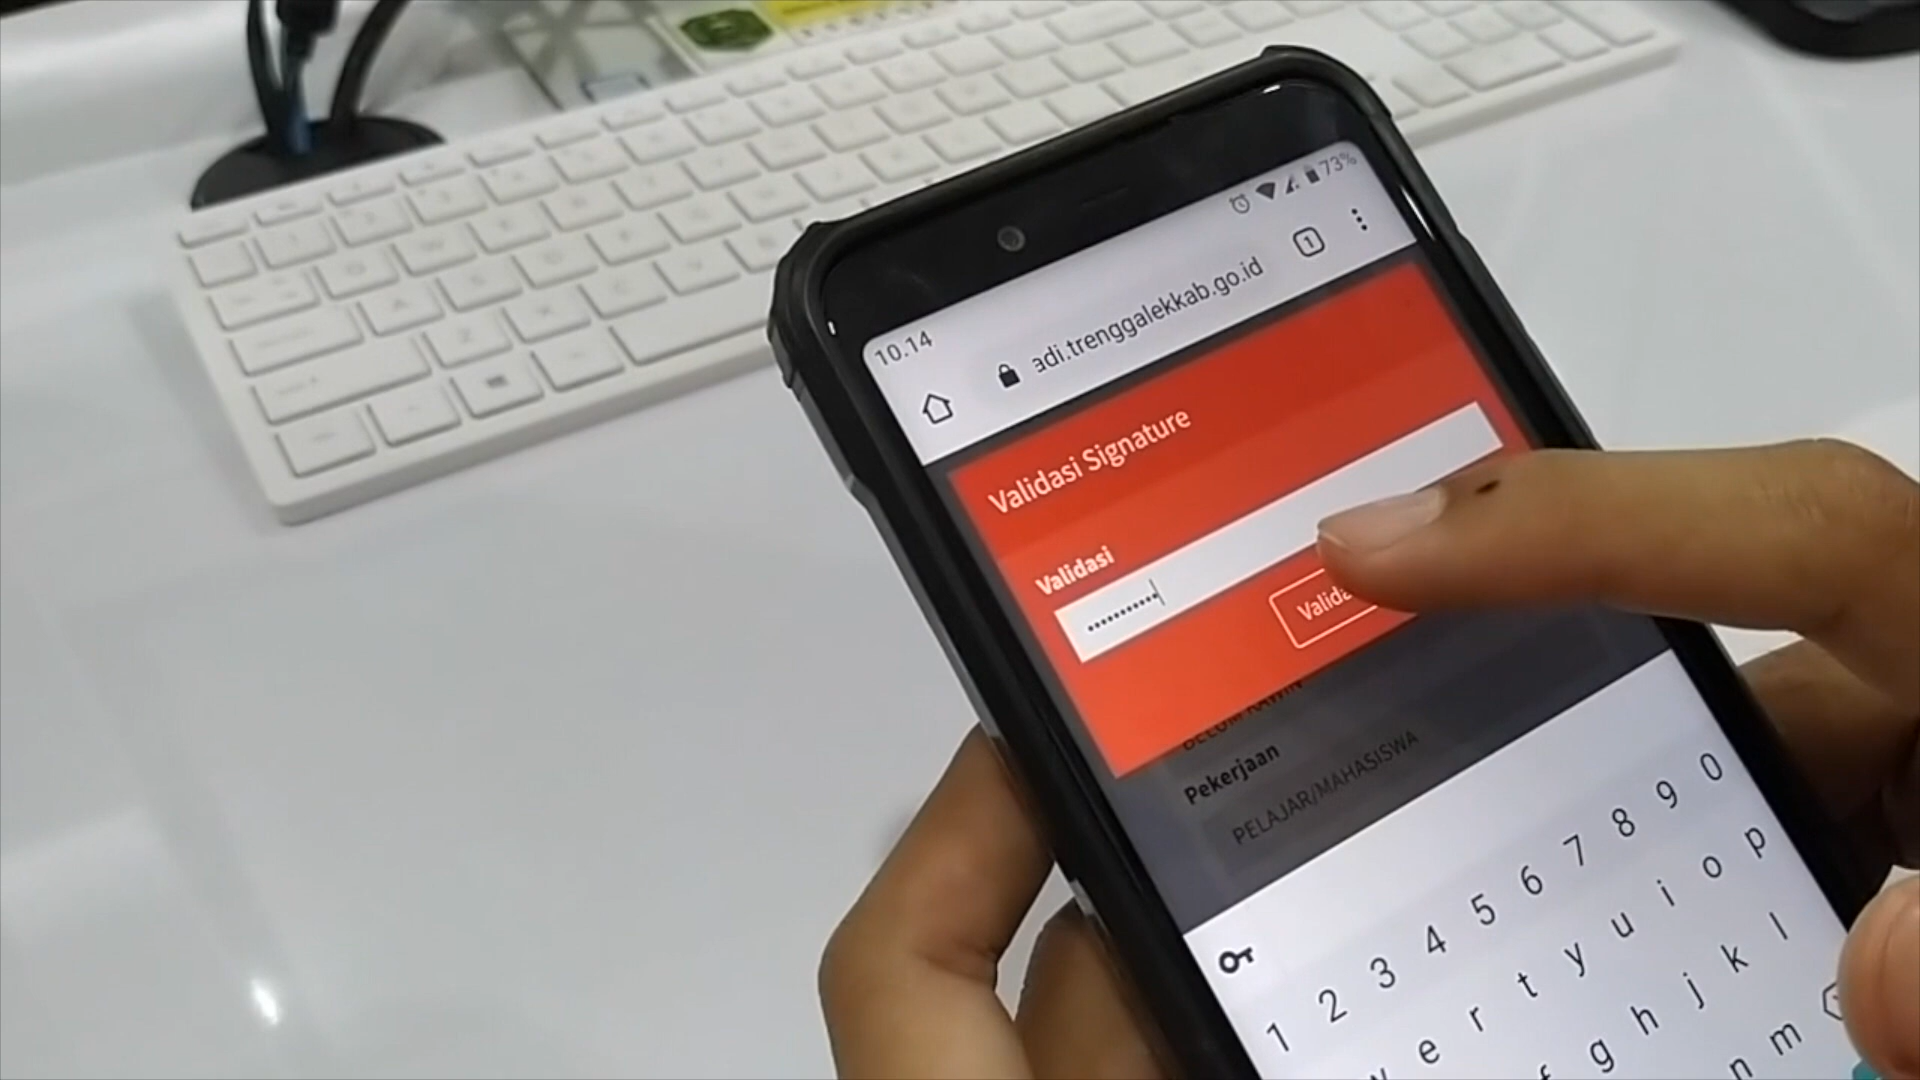 10.14
73%
adi.trenggalekkab.go.id
1
Validasi Signature
Validasi
Valida
BELUM KAWIN
Pekerjaan
PELAJAR/MAHASISWA
1 2 3 4 5 6 7 8 9 0
e r t y u i o p
f g h j k l
n m